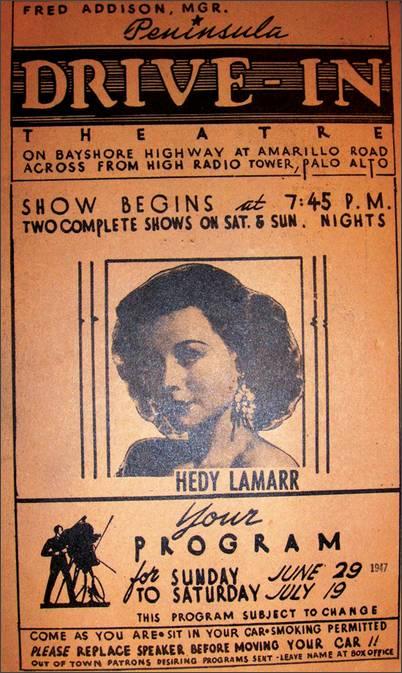 FRED ADDISON, MGR.
Peninsula
DRIVE-IN
THEATRE
ON BAYSHORE HIGHWAY AT AMARILLO ROAD
ACROSS FROM HIGH RADIO TOWER, PALO ALTO
SHOW BEGINS at 7:45 P.M.
TWO COMPLETE SHOWS ON SAT. & SUN. NIGHTS
HEDY LAMARR
Your
PROGRAM
for SUNDAY JUNE 29 1947
TO SATURDAY JULY 19
THIS PROGRAM SUBJECT TO CHANGE
COME AS YOU ARE•SIT IN YOUR CAR•SMOKING PERMITTED
PLEASE REPLACE SPEAKER BEFORE MOVING YOUR CAR !!
OUT OF TOWN PATRONS DESIRING PROGRAMS SENT - LEAVE NAME AT BOX OFFICE